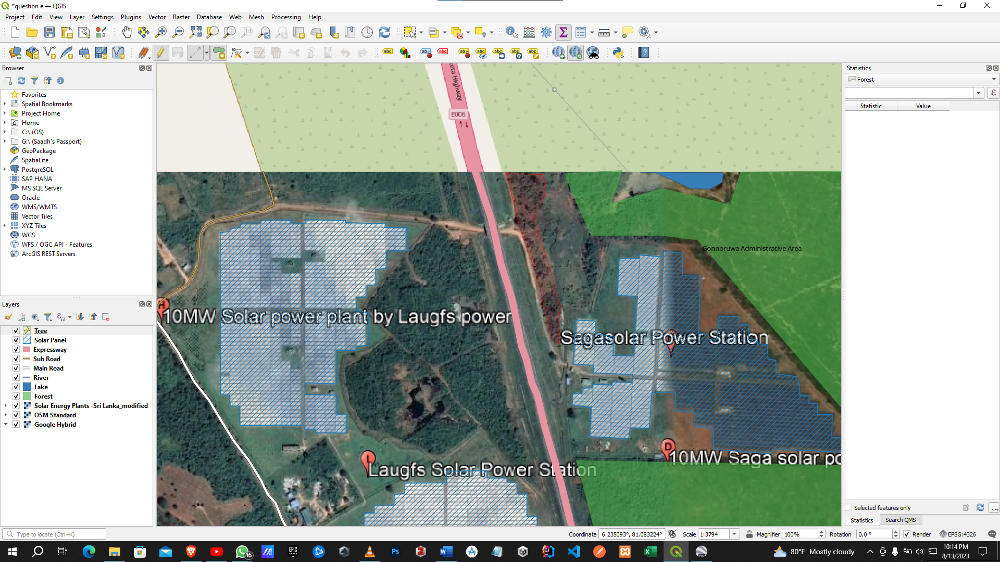 *question e — QGIS
Project Edit View Layer Settings Plugins Vector Raster Database Web Mesh Processing Help
Browser
Favorites
Spatial Bookmarks
Project Home
Home
C:\ (OS)
G:\ (Saadh's Passport)
GeoPackage
SpatiaLite
PostgreSQL
SAP HANA
MS SQL Server
Oracle
WMS/WMTS
Vector Tiles
XYZ Tiles
WCS
WFS / OGC API - Features
ArcGIS REST Servers
Layers
Tree
Solar Panel
Expressway
Sub Road
Main Road
River
Lake
Forest
Solar Energy Plants -Sri Lanka_modified
OSM Standard
Google Hybrid
ota Highway
E006
Gonnoruwa Administrative Area
10MW Solar power plant by Laugfs power
Sagasolar Power Station
D
10MW Saga solar po
L
Laugfs Solar Power Station
Statistics
Forest
ε
Statistic Value
Selected features only
Statistics Search QMS
Type to locate (Ctrl+K)
Coordinate 6.235093°, 81.083224° Scale 1:3794 Magnifier 100% Rotation 0.0 ° Render EPSG:4326
16
80°F Mostly cloudy
10:14 PM
8/13/2023